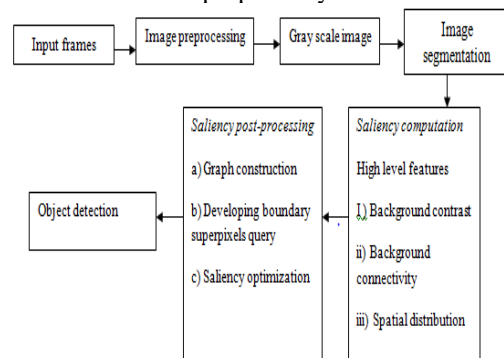 Input frames
Image preprocessing
Gray scale image
Image
segmentation
Saliency computation
High level features
I) Background contrast
ii) Background
connectivity
iii) Spatial distribution
Saliency post-processing
a) Graph construction
b) Developing boundary
superpixels query
c) Saliency optimization
Object detection